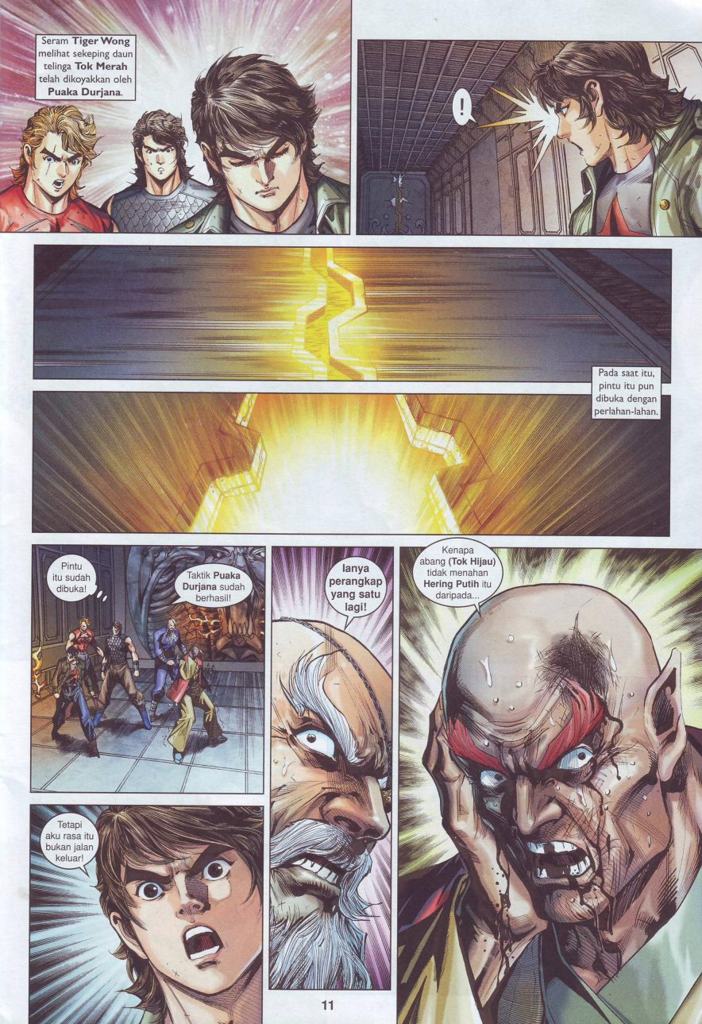 Seram Tiger Wong
melihat sekeping daun
telinga Tok Merah
telah dikoyakkan oleh
Puaka Durjana.
!
Pada saat itu,
pintu itu pun
dibuka dengan
perlahan-lahan.
Pintu
itu sudah
dibuka!
Taktik Puaka
Durjana sudah
berhasil!
Ianya
perangkap
yang satu
lagi!
Kenapa
abang (Tok Hijau)
tidak menahan
Hering Putih itu
daripada...
Tetapi
aku rasa itu
bukan jalan
keluar!
11